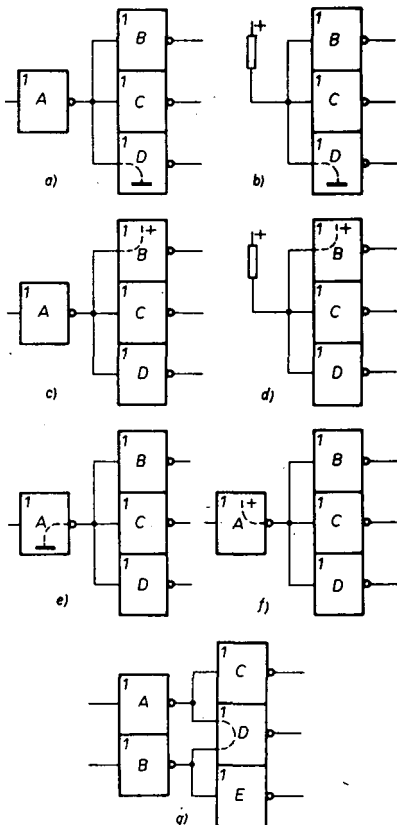 1 B
1 A 1 C
1 D
a)
+ 1 B
1 C
1 D
b)
1 + B
1 A 1 C
1 D
c)
+ 1 + B
1 C
1 D
d)
1 B
1 A 1 C
1 D
e)
1 B
1 + A 1 C
1 D
f)
1 C
1 A 1 D
1 B 1 E
g)